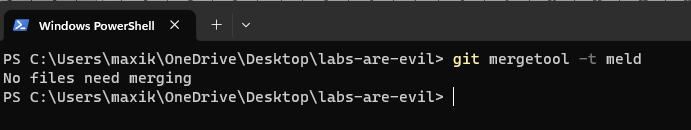 Windows PowerShell
PS C:\Users\maxik\OneDrive\Desktop\labs-are-evil> git mergetool -t meld
No files need merging
PS C:\Users\maxik\OneDrive\Desktop\labs-are-evil>